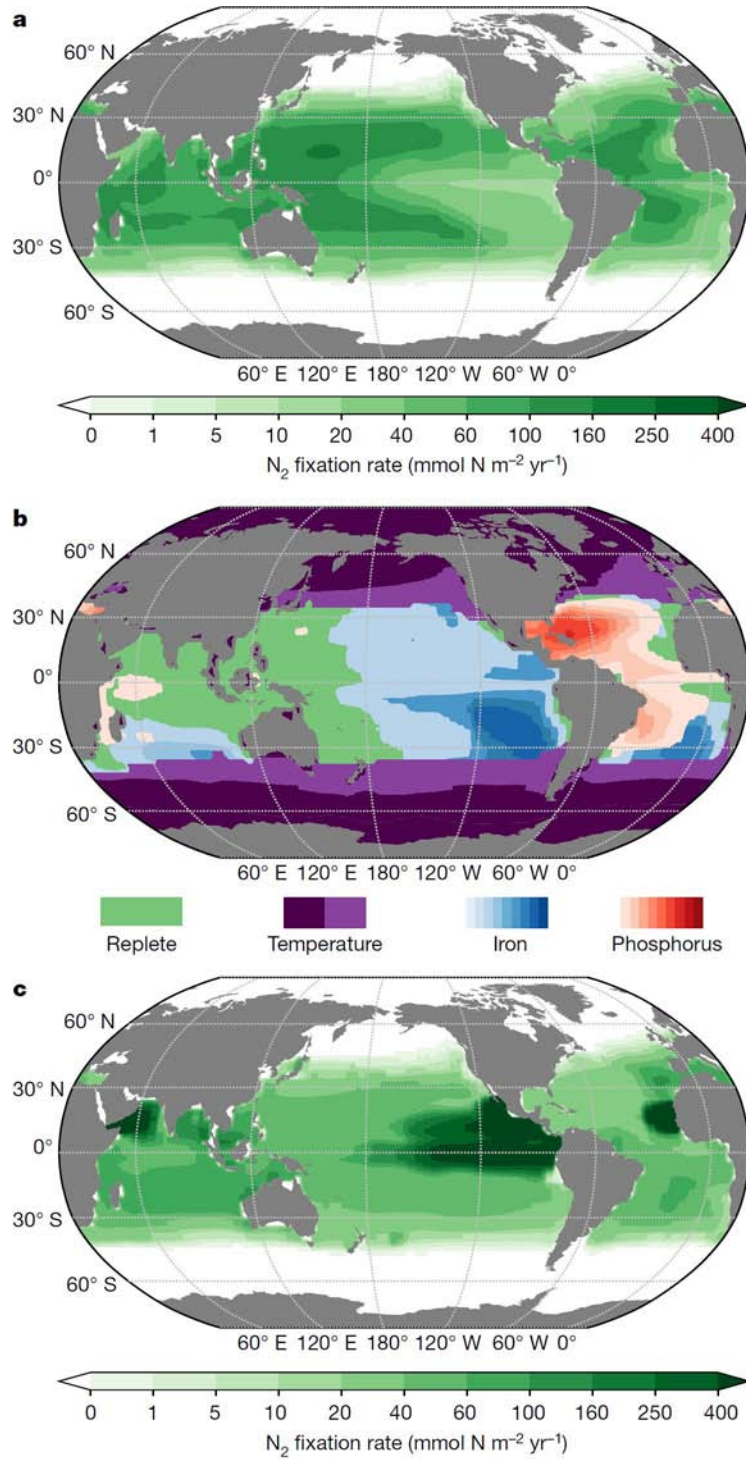 a
60° N
30° N
0°
30° S
60° S
60° E 120° E 180° 120° W 60° W 0°
0 1 5 10 20 40 60 100 160 250 400
N₂ fixation rate (mmol N m⁻² yr⁻¹)
b
60° N
30° N
0°
30° S
60° S
60° E 120° E 180° 120° W 60° W 0°
Replete Temperature Iron Phosphorus
c
60° N
30° N
0°
30° S
60° S
60° E 120° E 180° 120° W 60° W 0°
0 1 5 10 20 40 60 100 160 250 400
N₂ fixation rate (mmol N m⁻² yr⁻¹)